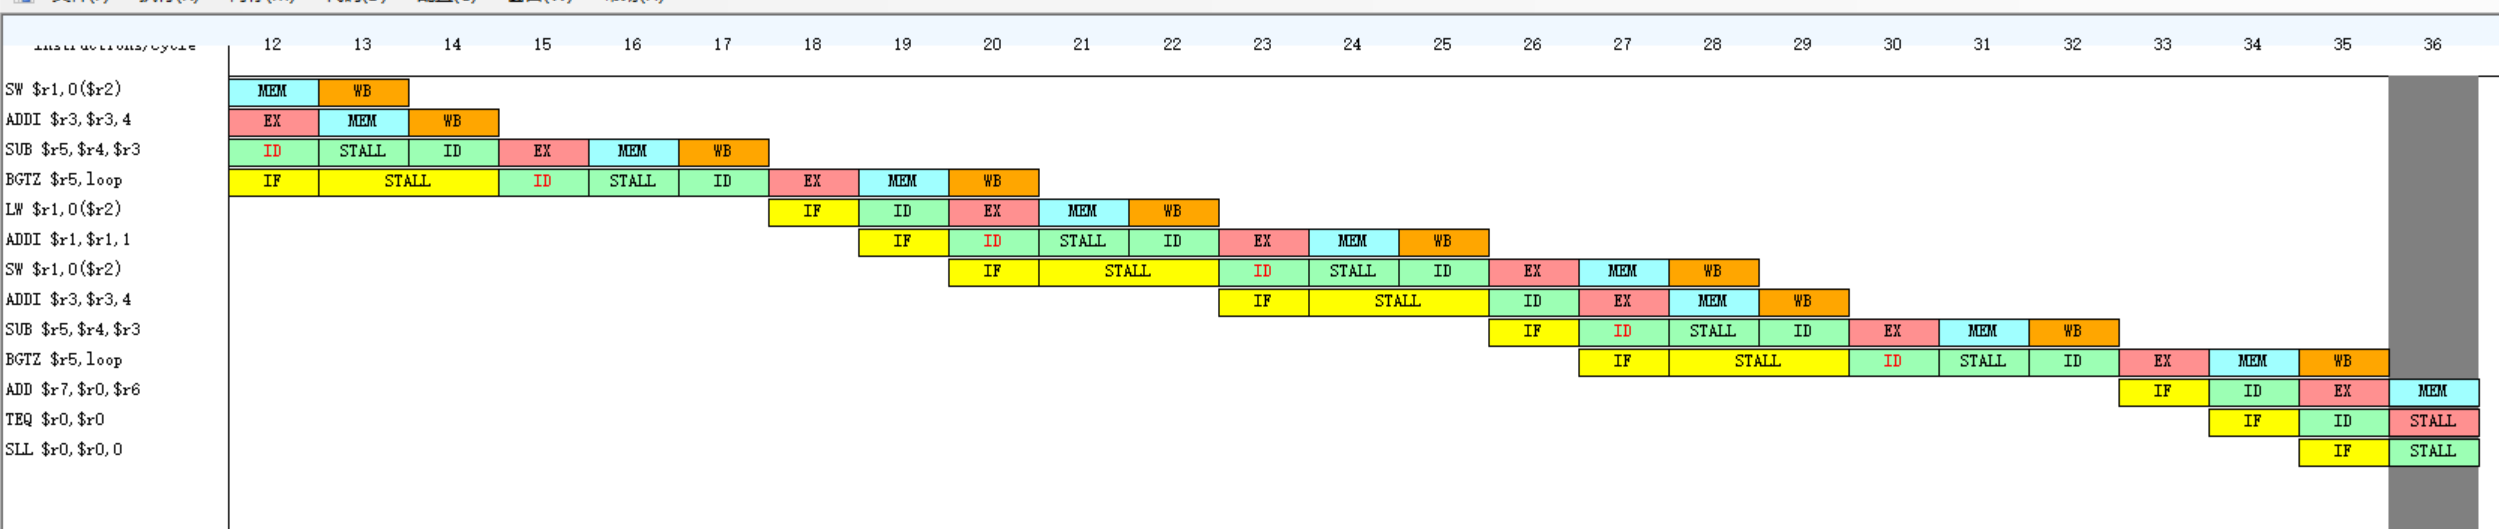 Instructions/Cycle 12 13 14 15 16 17 18 19 20 21 22 23 24 25 26 27 28 29 30 31 32 33 34 35 36
SW $r1,0($r2) MEM WB
ADDI $r3,$r3,4 EX MEM WB
SUB $r5,$r4,$r3 ID STALL ID EX MEM WB
BGTZ $r5,loop IF STALL ID STALL ID EX MEM WB
LW $r1,0($r2) IF ID EX MEM WB
ADDI $r1,$r1,1 IF ID STALL ID EX MEM WB
SW $r1,0($r2) IF STALL ID STALL ID EX MEM WB
ADDI $r3,$r3,4 IF STALL ID EX MEM WB
SUB $r5,$r4,$r3 IF ID STALL ID EX MEM WB
BGTZ $r5,loop IF STALL ID STALL ID EX MEM WB
ADD $r7,$r0,$r6 IF ID EX MEM
TEQ $r0,$r0 IF ID STALL
SLL $r0,$r0,0 IF STALL